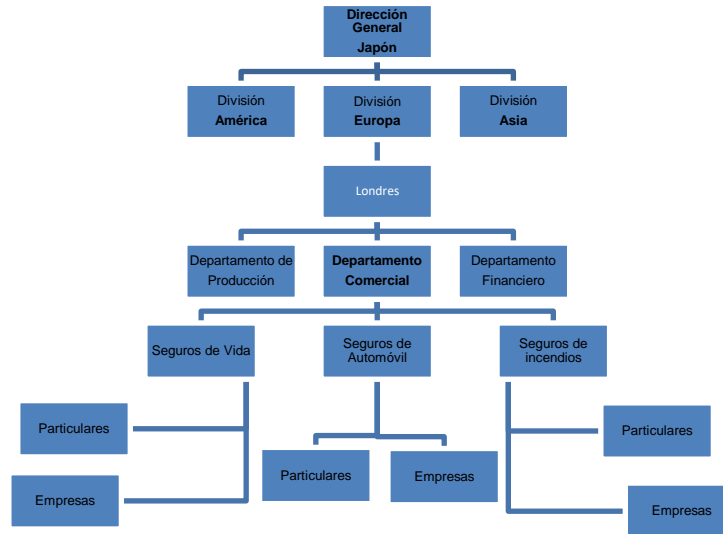 Dirección
General
Japón
División
América
División
Europa
División
Asia
Londres
Departamento de
Producción
Departamento
Comercial
Departamento
Financiero
Seguros de Vida
Seguros de
Automóvil
Seguros de
incendios
Particulares
Empresas
Particulares
Empresas
Particulares
Empresas